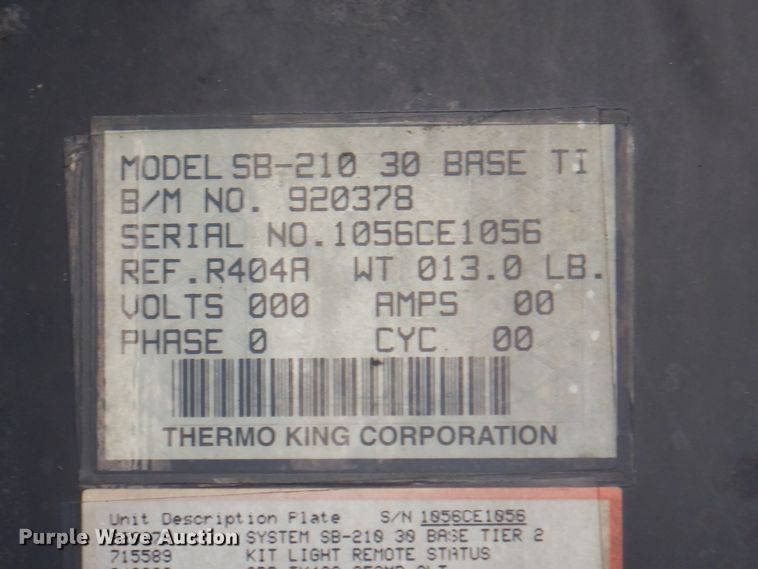 MODEL SB-210 30 BASE TI
B/M NO. 920378
SERIAL NO.1056CE1056
REF.R404A WT 013.0 LB.
VOLTS 000 AMPS 00
PHASE 0 CYC 00
THERMO KING CORPORATION
Unit Description Plate S/N 1056CE1056
SYSTEM SB-210 30 BASE TIER 2
Purple Wave Auction
715589 KIT LIGHT REMOTE STATUS